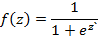 f(z) = 1 / (1 + e^z`)